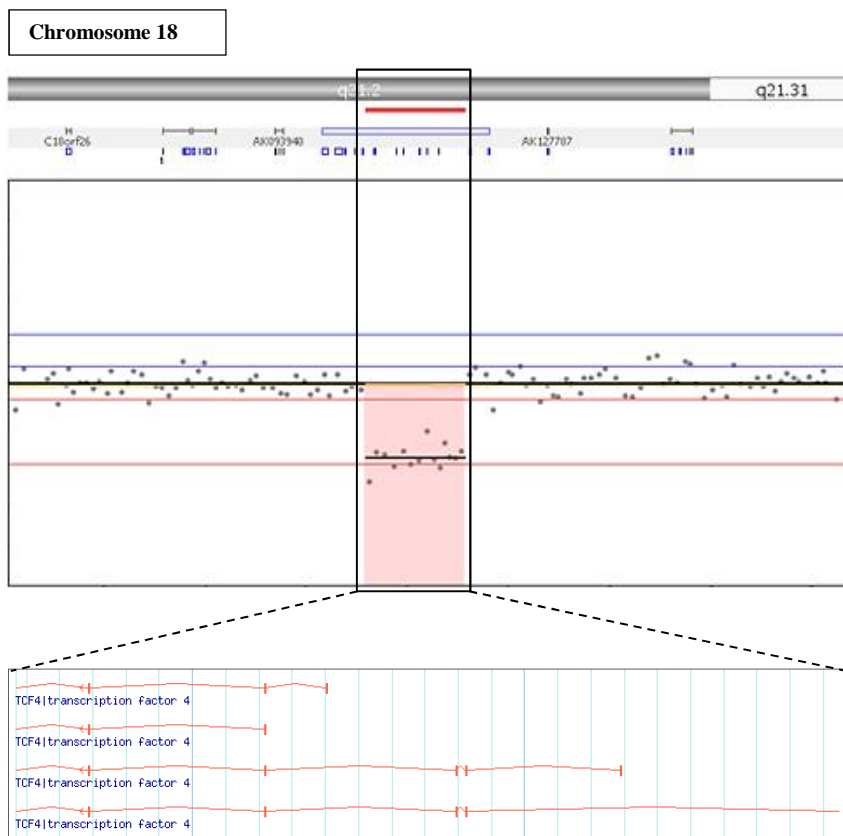 Chromosome 18
q21.2
q21.31
C18orf26
AK093940
AK127787
TCF4|transcription factor 4
TCF4|transcription factor 4
TCF4|transcription factor 4
TCF4|transcription factor 4